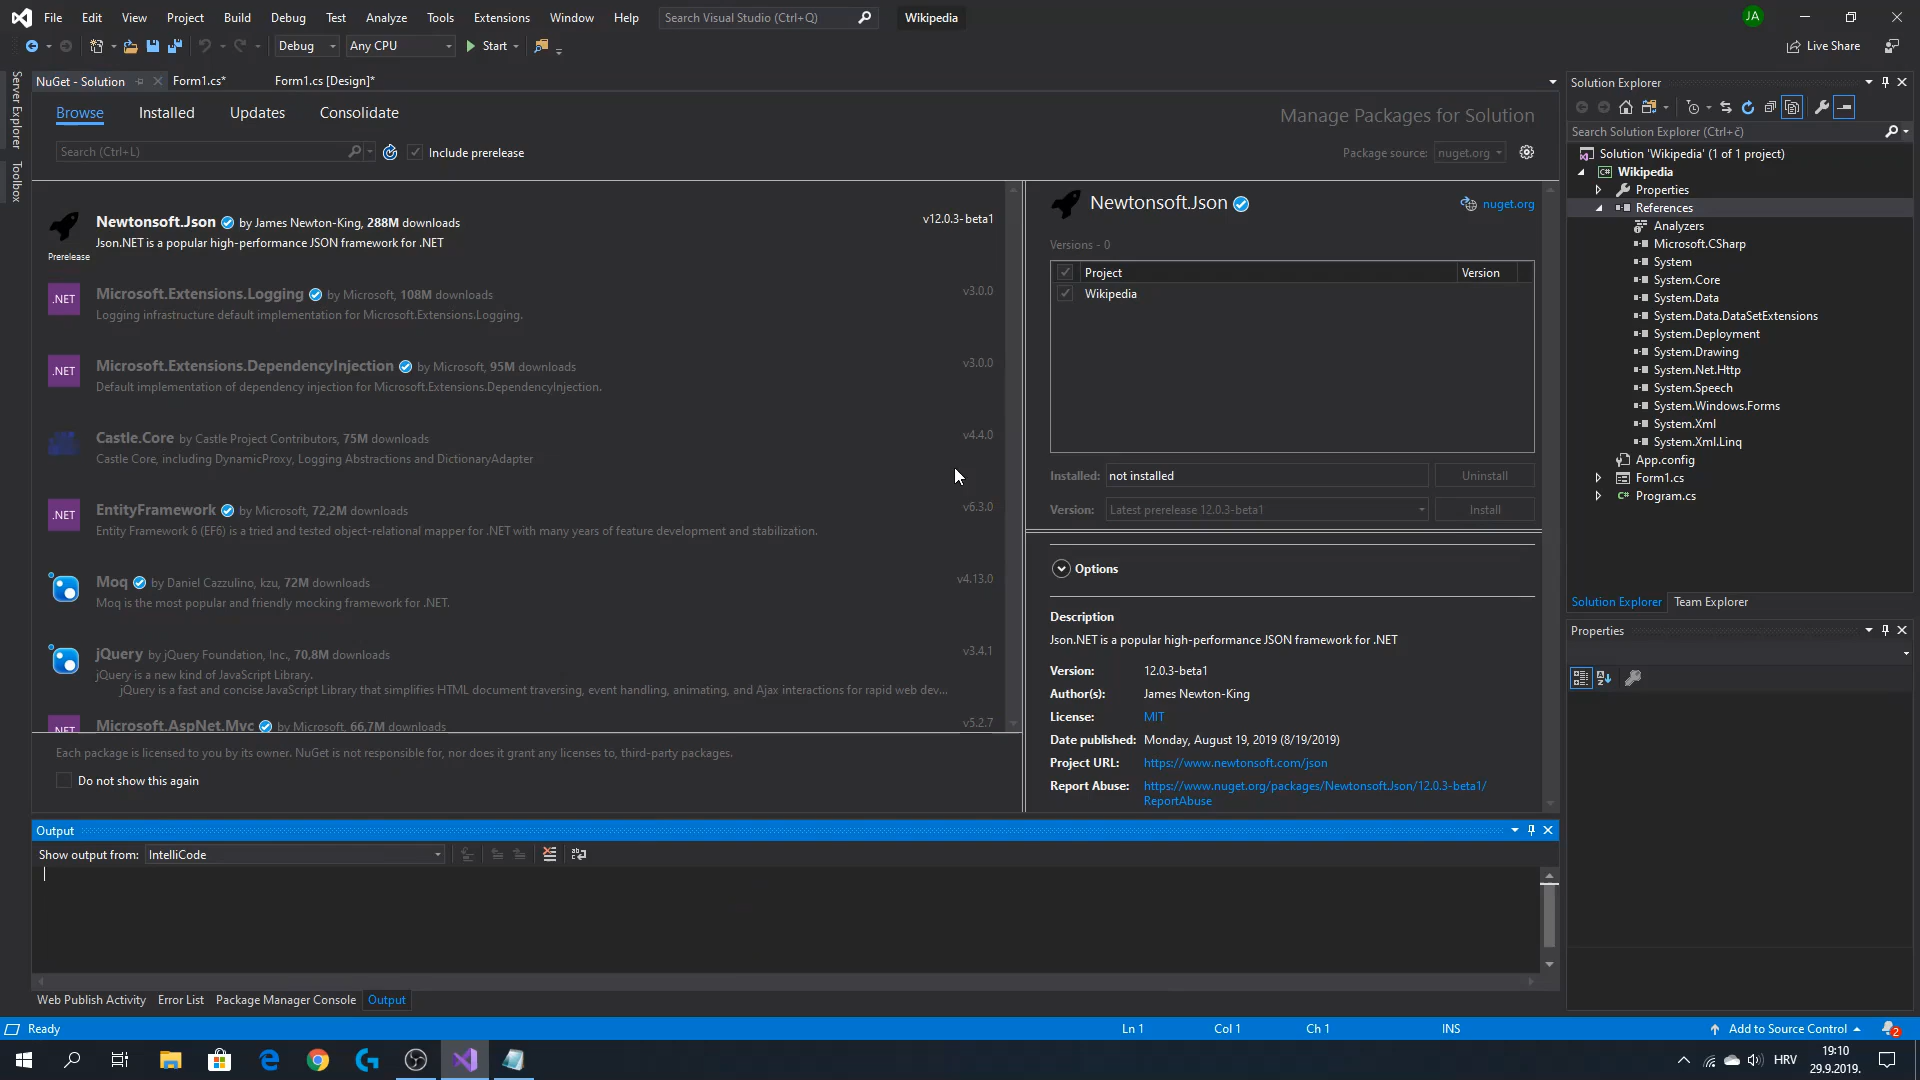 File Edit View Project Build Debug Test Analyze Tools Extensions Window Help Search Visual Studio (Ctrl+Q) Wikipedia JA
Debug Any CPU Start Live Share
Server Explorer
Toolbox
NuGet - Solution Form1.cs* Form1.cs [Design]*
Browse Installed Updates Consolidate Manage Packages for Solution
Search (Ctrl+L) Include prerelease Package source: nuget.org
Newtonsoft.Json by James Newton-King, 288M downloads v12.0.3-beta1
Json.NET is a popular high-performance JSON framework for .NET
Prerelease
.NET Microsoft.Extensions.Logging by Microsoft, 108M downloads v3.0.0
Logging infrastructure default implementation for Microsoft.Extensions.Logging.
.NET Microsoft.Extensions.DependencyInjection by Microsoft, 95M downloads v3.0.0
Default implementation of dependency injection for Microsoft.Extensions.DependencyInjection.
Castle.Core by Castle Project Contributors, 75M downloads v4.4.0
Castle Core, including DynamicProxy, Logging Abstractions and DictionaryAdapter
.NET EntityFramework by Microsoft, 72,2M downloads v6.3.0
Entity Framework 6 (EF6) is a tried and tested object-relational mapper for .NET with many years of feature development and stabilization.
Moq by Daniel Cazzulino, kzu, 72M downloads v4.13.0
Moq is the most popular and friendly mocking framework for .NET.
jQuery by jQuery Foundation, Inc., 70,8M downloads v3.4.1
jQuery is a new kind of JavaScript Library.
jQuery is a fast and concise JavaScript Library that simplifies HTML document traversing, event handling, animating, and Ajax interactions for rapid web dev...
.NET Microsoft.AspNet.Mvc by Microsoft, 66,7M downloads v5.2.7
Each package is licensed to you by its owner. NuGet is not responsible for, nor does it grant any licenses to, third-party packages.
Do not show this again
Newtonsoft.Json nuget.org
Versions - 0
Project Version
Wikipedia
Installed: not installed Uninstall
Version: Latest prerelease 12.0.3-beta1 Install
Options
Description
Json.NET is a popular high-performance JSON framework for .NET
Version: 12.0.3-beta1
Author(s): James Newton-King
License: MIT
Date published: Monday, August 19, 2019 (8/19/2019)
Project URL: https://www.newtonsoft.com/json
Report Abuse: https://www.nuget.org/packages/Newtonsoft.Json/12.0.3-beta1/
ReportAbuse
Solution Explorer
Search Solution Explorer (Ctrl+č)
Solution 'Wikipedia' (1 of 1 project)
C# Wikipedia
Properties
References
Analyzers
Microsoft.CSharp
System
System.Core
System.Data
System.Data.DataSetExtensions
System.Deployment
System.Drawing
System.Net.Http
System.Speech
System.Windows.Forms
System.Xml
System.Xml.Linq
App.config
Form1.cs
C# Program.cs
Solution Explorer Team Explorer
Properties
Output
Show output from: IntelliCode
Web Publish Activity Error List Package Manager Console Output
Ready Ln 1 Col 1 Ch 1 INS Add to Source Control 2
HRV 19:10
29.9.2019.